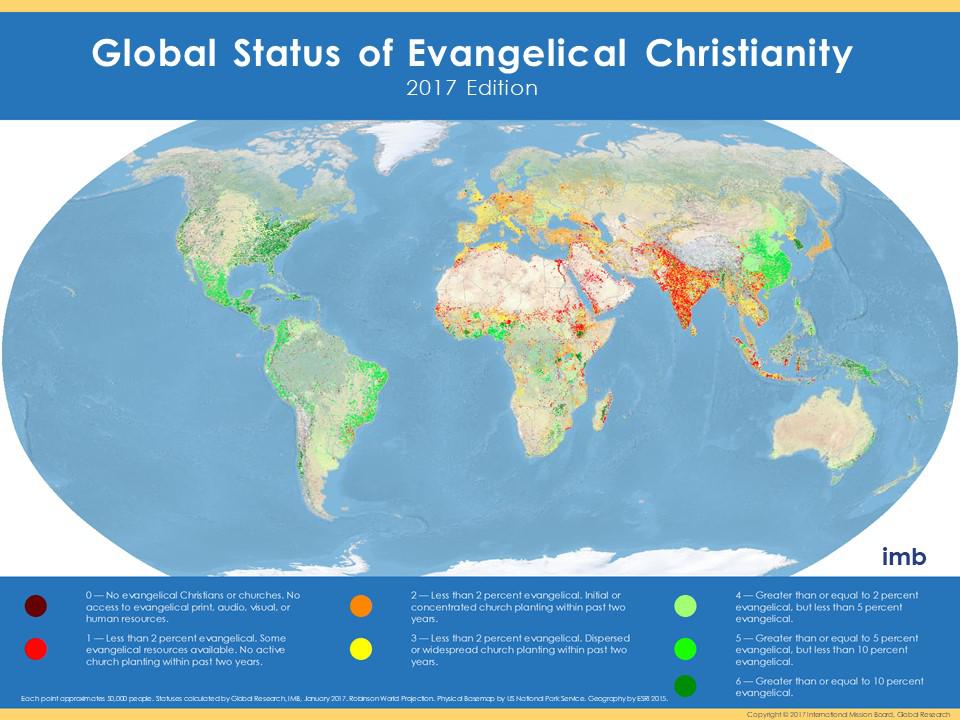 Global Status of Evangelical Christianity
2017 Edition
imb
0 — No evangelical Christians or churches. No
access to evangelical print, audio, visual, or
human resources.
1 — Less than 2 percent evangelical. Some
evangelical resources available. No active
church planting within past two years.
2 — Less than 2 percent evangelical. Initial or
concentrated church planting within past two
years.
3 — Less than 2 percent evangelical. Dispersed
or widespread church planting within past two
years.
4 — Greater than or equal to 2 percent
evangelical, but less than 5 percent
evangelical.
5 — Greater than or equal to 5 percent
evangelical, but less than 10 percent
evangelical.
6 — Greater than or equal to 10 percent
evangelical.
Each point approximates 50,000 people. Statuses calculated by Global Research, IMB, January 2017. Robinson World Projection. Physical Basemap by US National Park Service. Geography by ESRI 2015.
Copyright © 2017 International Mission Board, Global Research